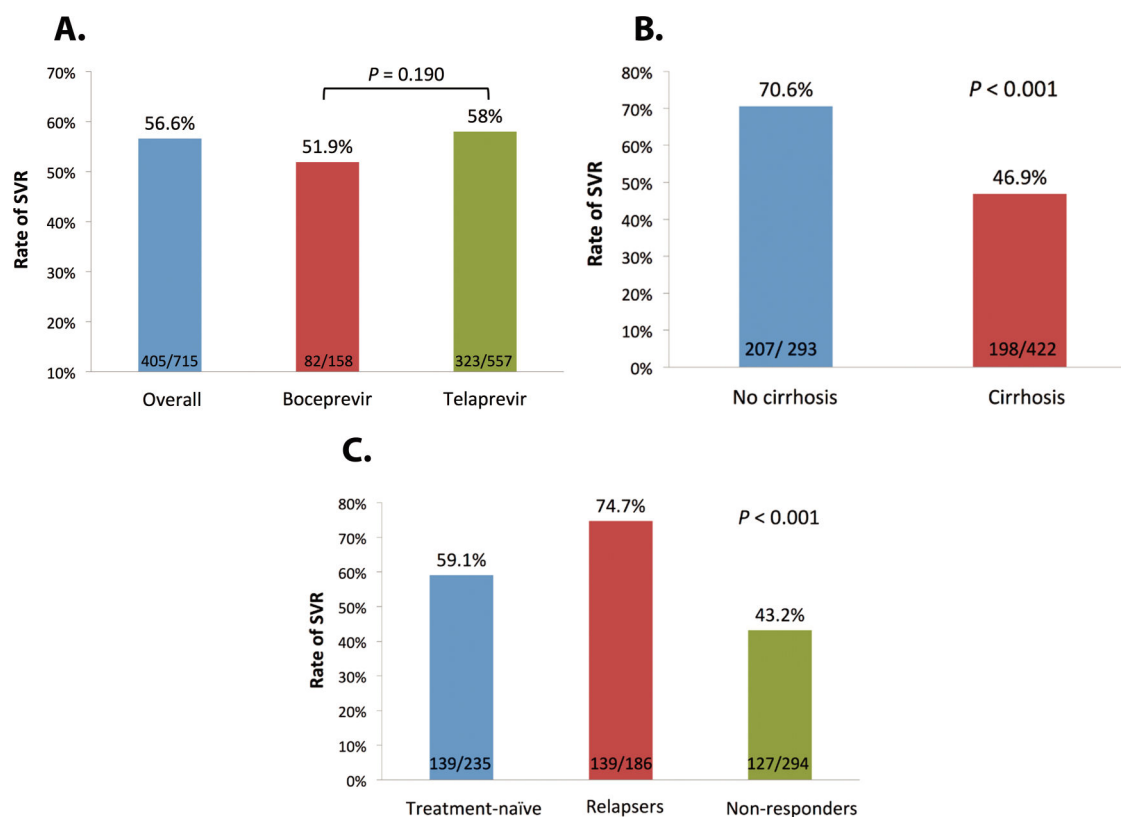 A.
Rate of SVR
70%
60%
50%
40%
30%
20%
10%
P = 0.190
56.6%
51.9%
58%
405/715
82/158
323/557
Overall
Boceprevir
Telaprevir
B.
Rate of SVR
80%
70%
60%
50%
40%
30%
20%
10%
0%
70.6%
P < 0.001
46.9%
207/ 293
198/422
No cirrhosis
Cirrhosis
C.
Rate of SVR
80%
70%
60%
50%
40%
30%
20%
10%
0%
59.1%
74.7%
P < 0.001
43.2%
139/235
139/186
127/294
Treatment-naïve
Relapsers
Non-responders